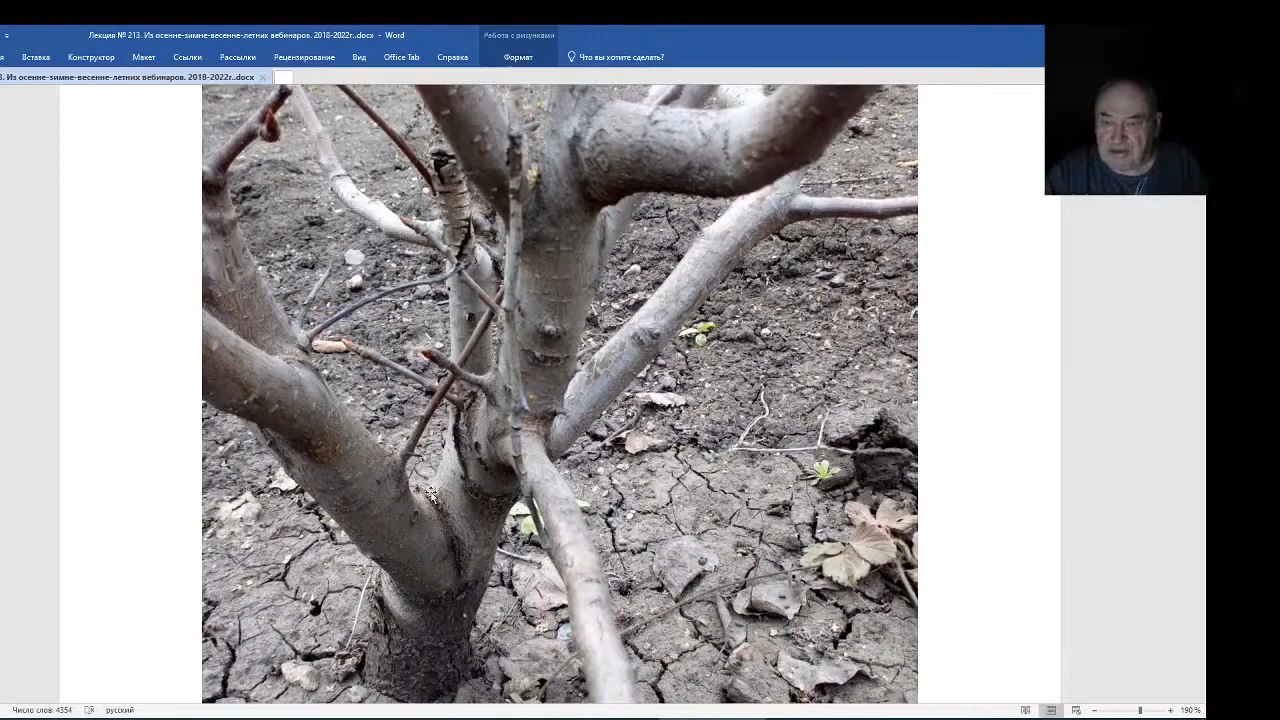 Лекция № 213. Из осенне-зимне-весенне-летних вебинаров. 2018-2022г..docx - Word
Работа с рисунками
Вставка Конструктор Макет Ссылки Рассылки Рецензирование Вид Office Tab Справка Формат Что вы хотите сделать?
3. Из осенне-зимне-весенне-летних вебинаров. 2018-2022г..docx
Число слов: 4354 русский 190 %